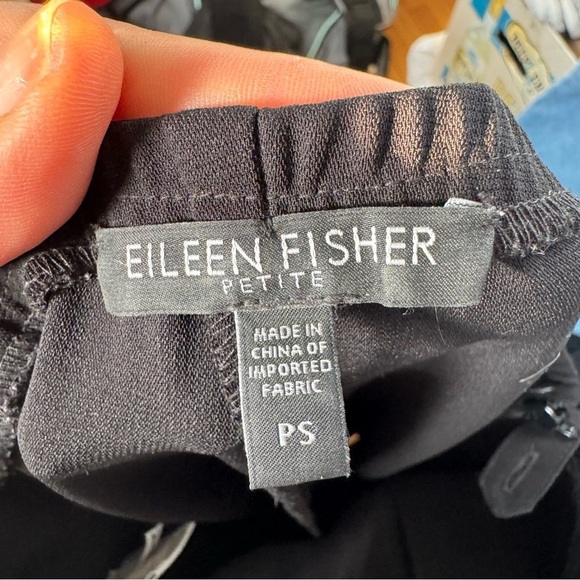 EILEEN FISHER
PETITE
MADE IN
CHINA OF
IMPORTED
FABRIC
PS